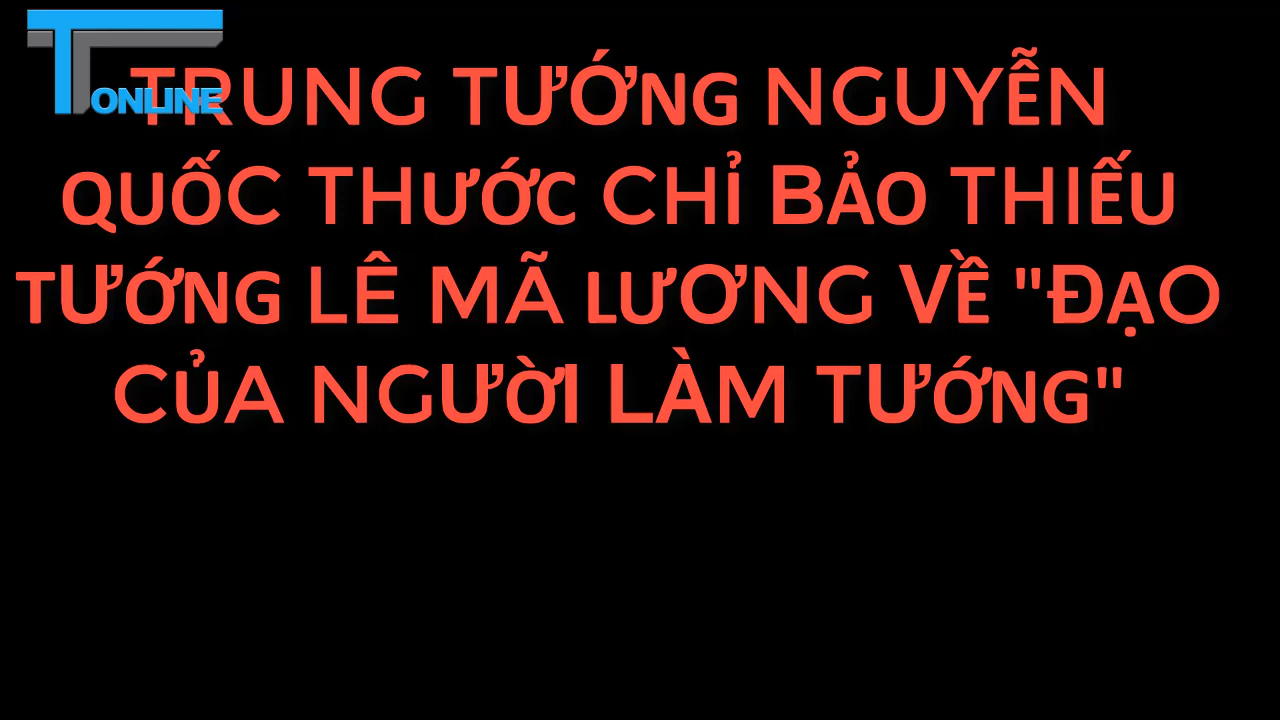 TT ONLINE
TRUNG TƯỚNG NGUYỄN
QUỐC THƯỚC CHỈ BẢO THIẾU
TƯỚNG LÊ MÃ LƯƠNG VỀ "ĐẠO
CỦA NGƯỜI LÀM TƯỚNG"